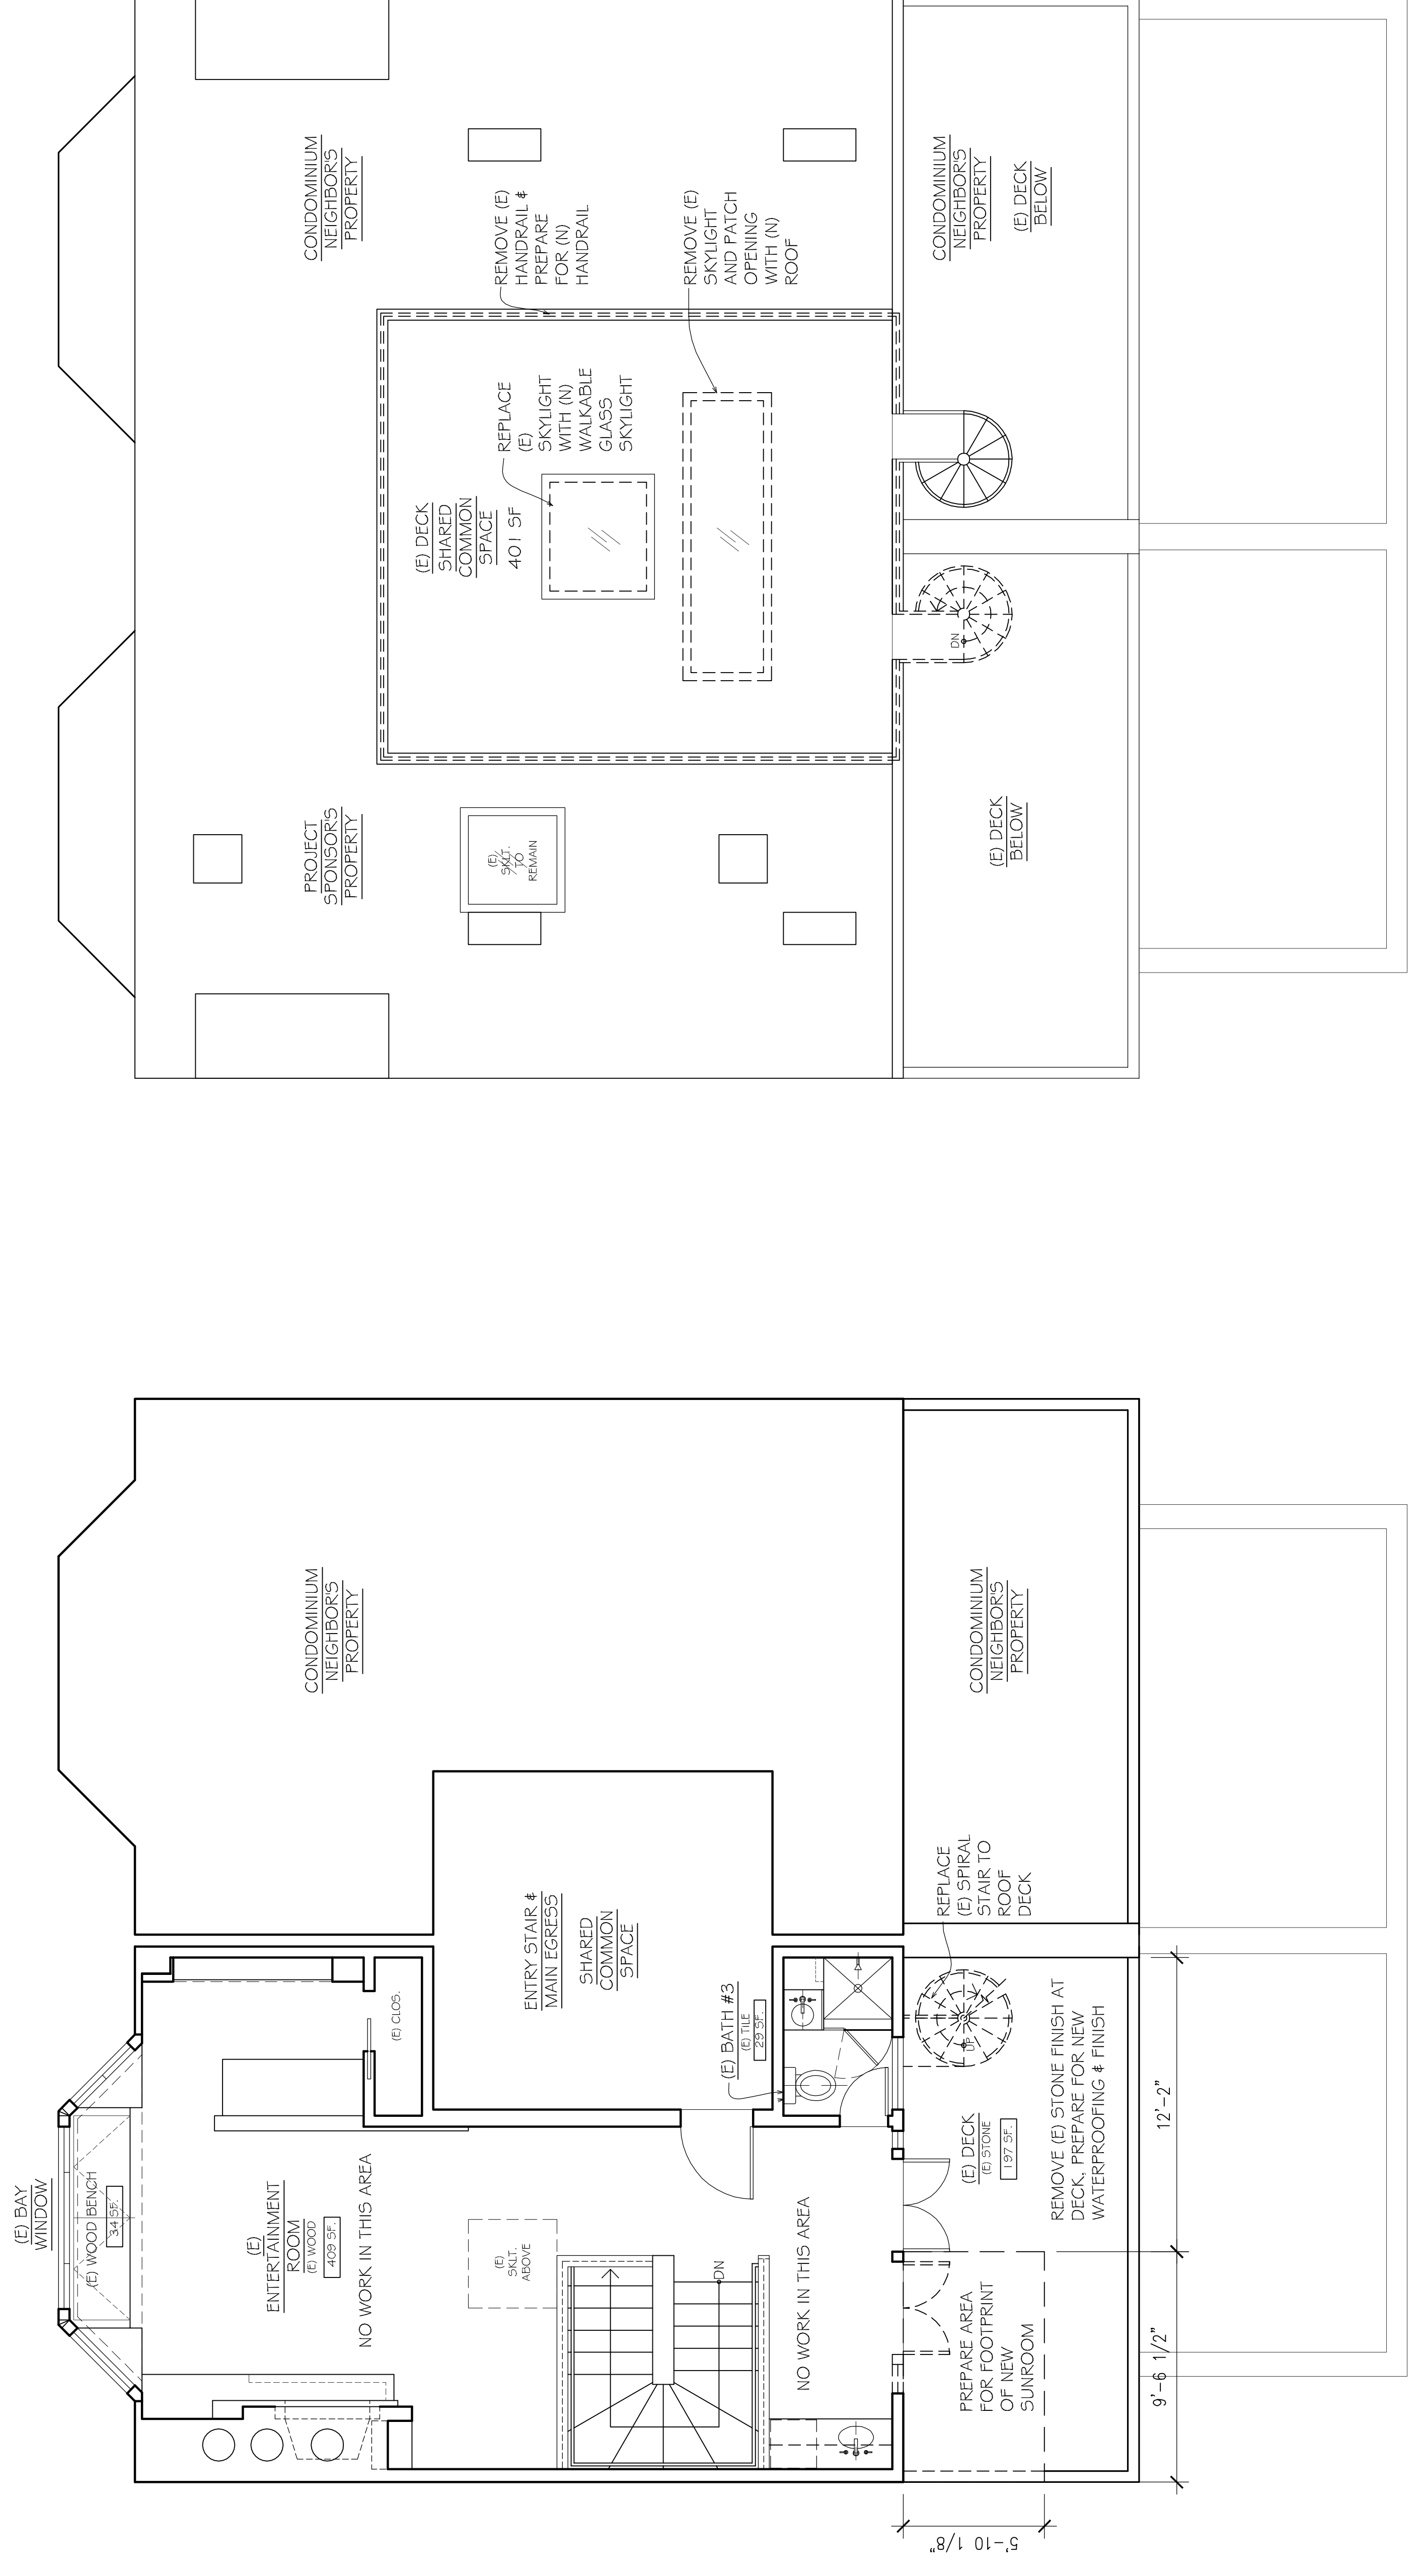 (E) BAY
WINDOW
(E) WOOD BENCH
34 SF.
(E)
ENTERTAINMENT
ROOM
(E) WOOD
409 SF.
NO WORK IN THIS AREA
(E) CLOS.
(E)
SKLT.
ABOVE
DN
ENTRY STAIR &
MAIN EGRESS
SHARED
COMMON
SPACE
(E) BATH #3
(E) TILE
29 SF.
NO WORK IN THIS AREA
CONDOMINIUM
NEIGHBOR'S
PROPERTY
CONDOMINIUM
NEIGHBOR'S
PROPERTY
REPLACE
(E) SPIRAL
STAIR TO
ROOF
DECK
UP
(E) DECK
(E) STONE
197 SF.
REMOVE (E) STONE FINISH AT
DECK, PREPARE FOR NEW
WATERPROOFING & FINISH
PREPARE AREA
FOR FOOTPRINT
OF NEW
SUNROOM
5'-10 1/8"
9'-6 1/2"
12'-2"
PROJECT
SPONSOR'S
PROPERTY
CONDOMINIUM
NEIGHBOR'S
PROPERTY
(E)
SKLT.
TO
REMAIN
(E) DECK
SHARED
COMMON
SPACE
401 SF
REPLACE
(E)
SKYLIGHT
WITH (N)
WALKABLE
GLASS
SKYLIGHT
REMOVE (E)
HANDRAIL &
PREPARE
FOR (N)
HANDRAIL
REMOVE (E)
SKYLIGHT
AND PATCH
OPENING
WITH (N)
ROOF
DN
(E) DECK
BELOW
CONDOMINIUM
NEIGHBOR'S
PROPERTY
(E) DECK
BELOW